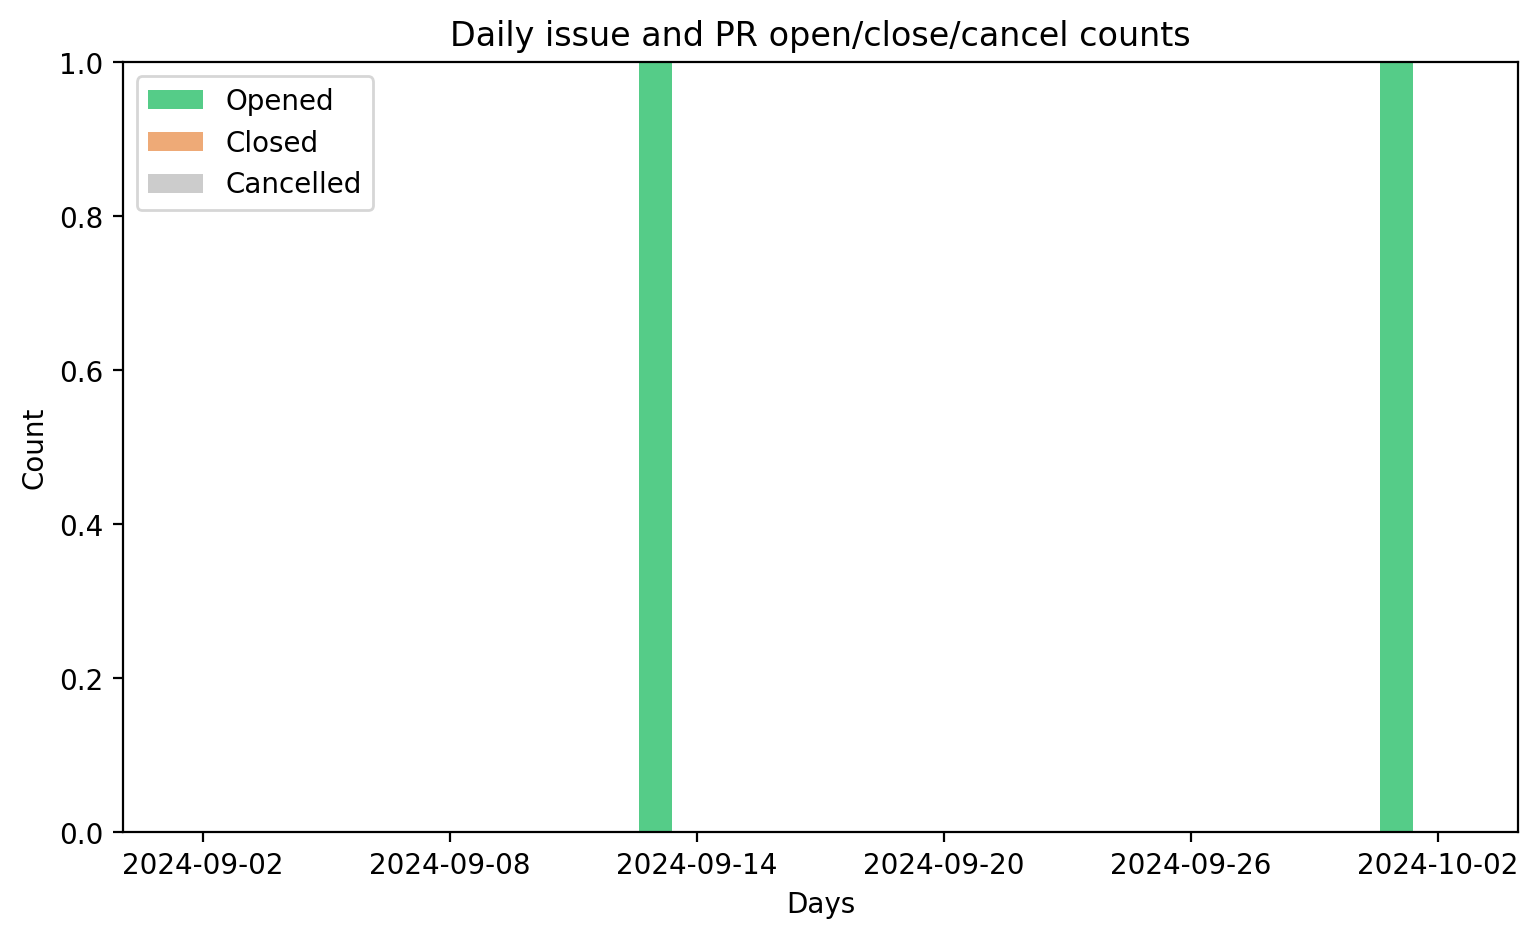 Daily issue and PR open/close/cancel counts
1.0
0.8
0.6
0.4
0.2
0.0
Count
Opened
Closed
Cancelled
2024-09-02
2024-09-08
2024-09-14
2024-09-20
2024-09-26
2024-10-02
Days